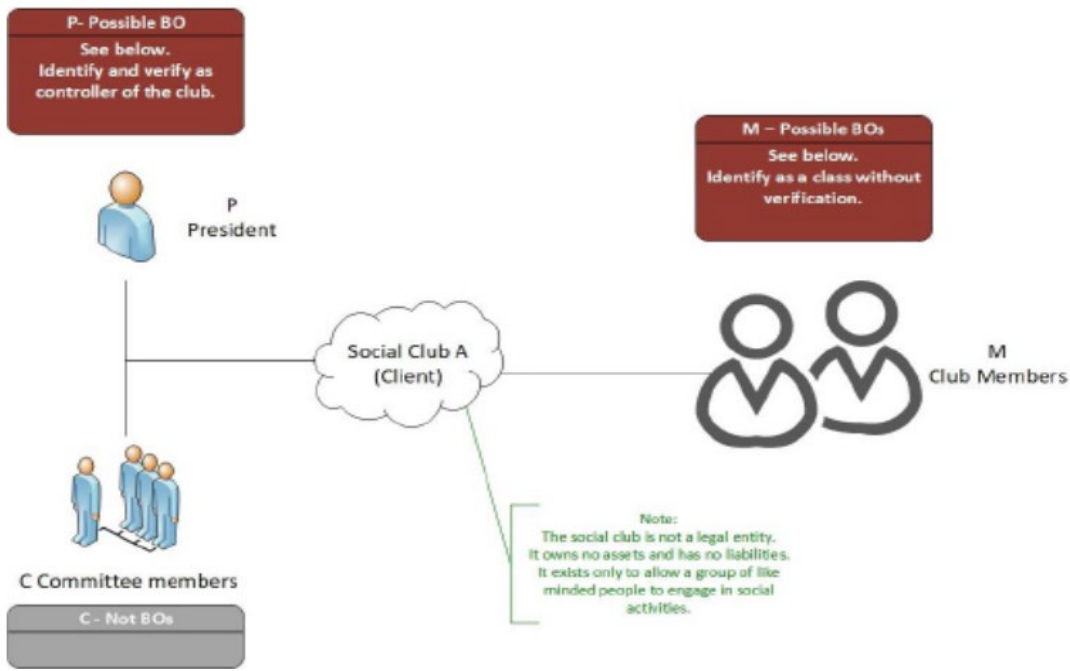 P- Possible BO
See below.
Identify and verify as
controller of the club.
P
President
M – Possible BOs
See below.
Identify as a class without
verification.
Social Club A
(Client)
M
Club Members
Note:
The social club is not a legal entity.
It owns no assets and has no liabilities.
It exists only to allow a group of like
minded people to engage in social
activities.
C Committee members
C - Not BOs